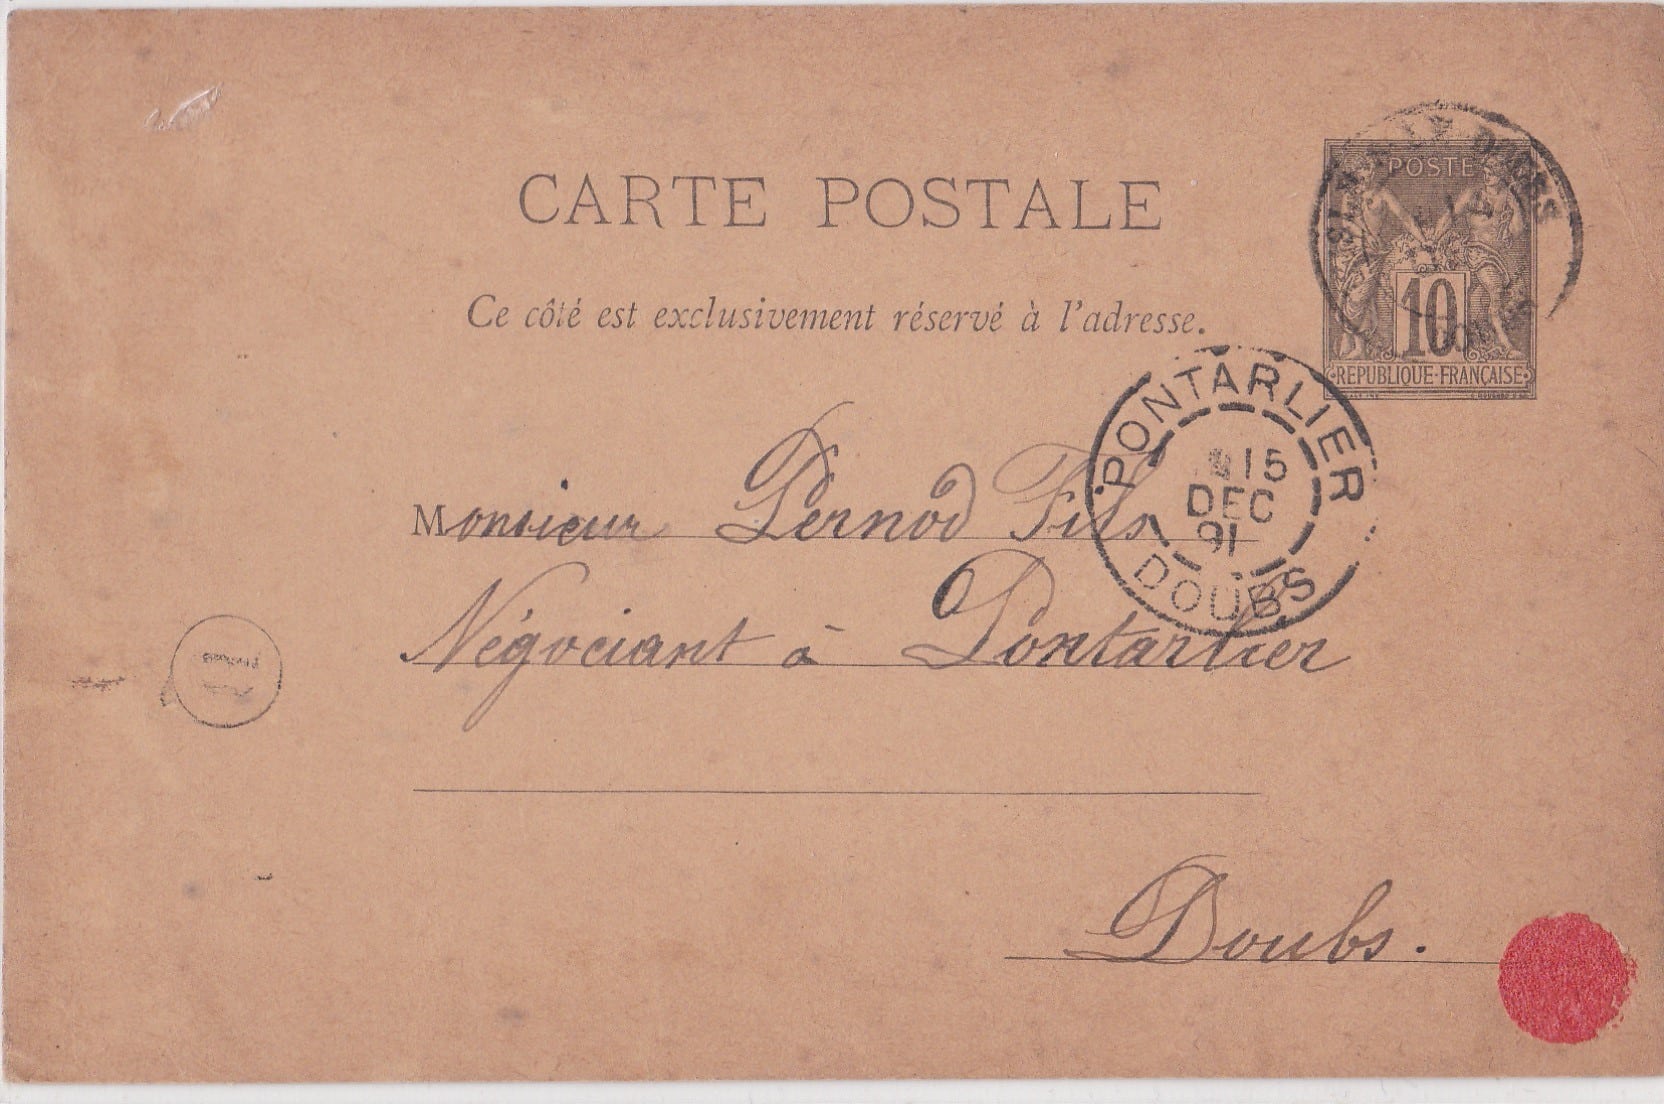 CARTE POSTALE
Ce côté est exclusivement réservé à l'adresse.
POSTE
10
REPUBLIQUE·FRANÇAISE
PONTARLIER
15
DEC
91
DOUBS
Monsieur Pernod Fils
Négociant à Pontarlier
Doubs.